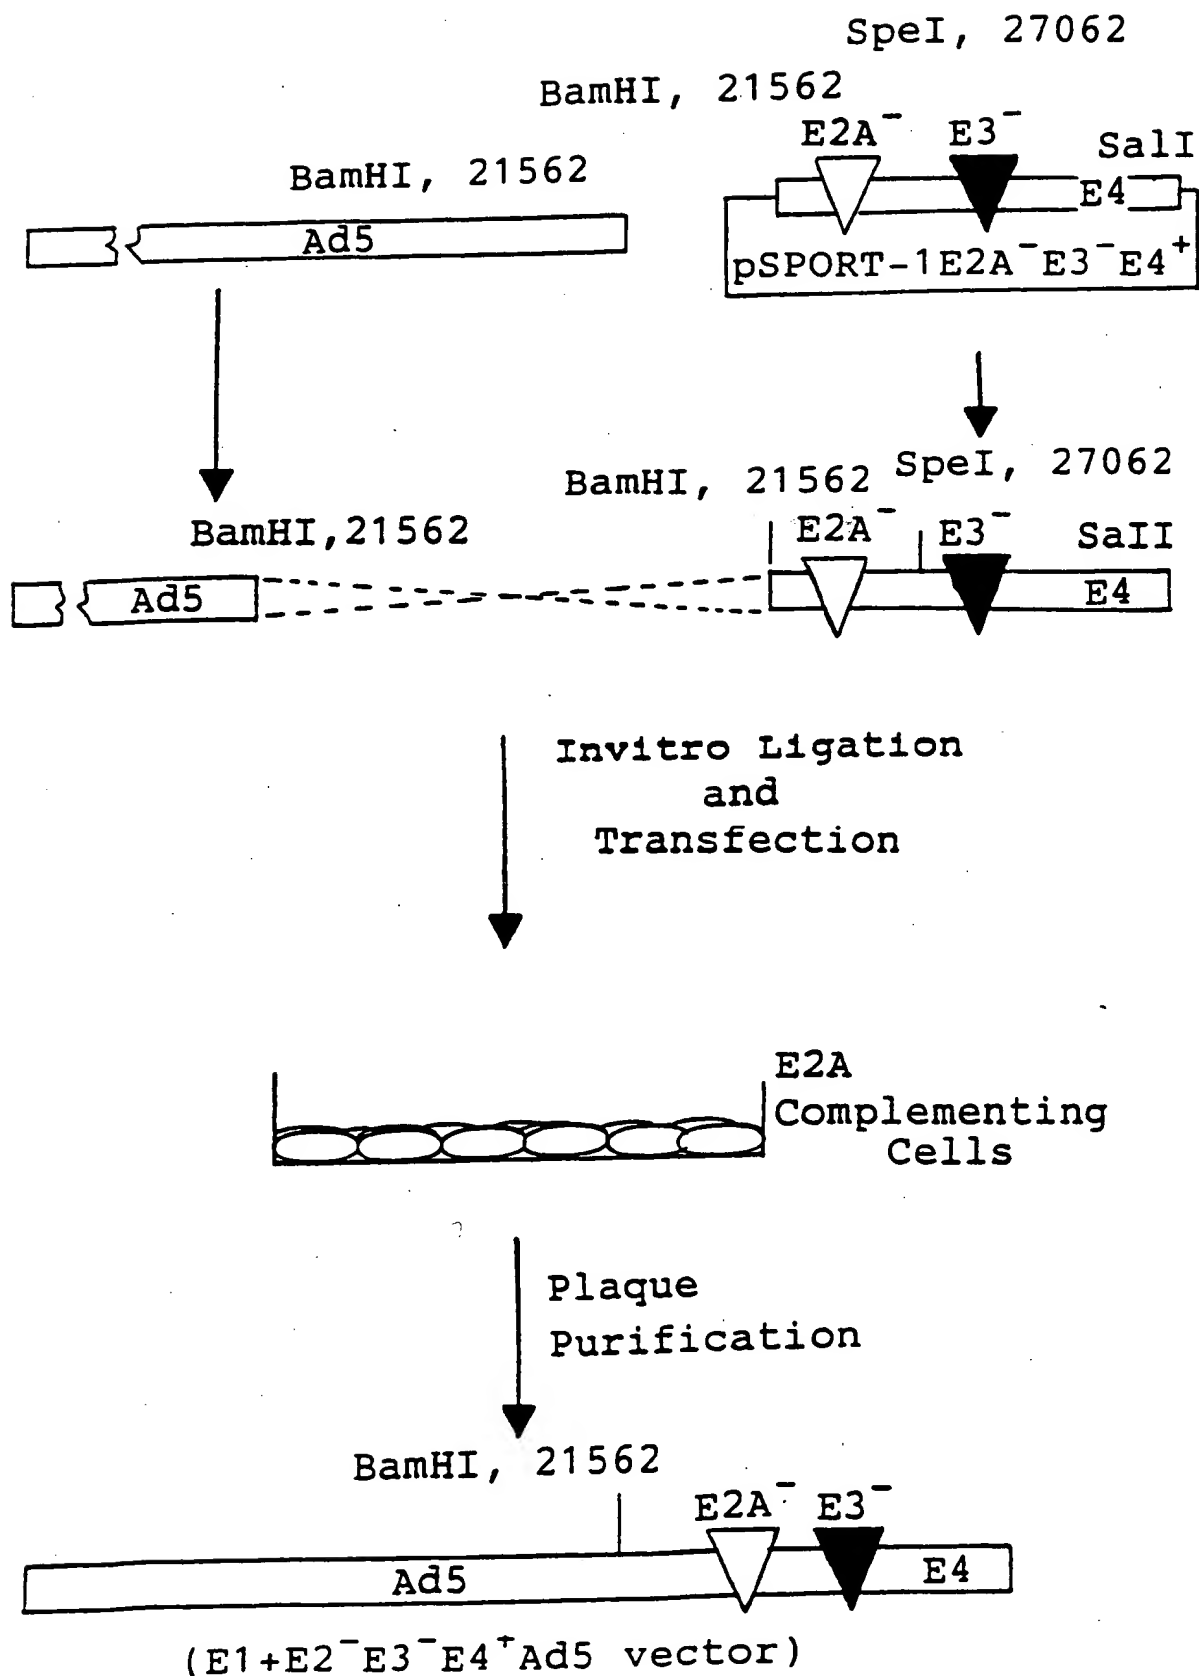 SpeI, 27062
BamHI, 21562
E2A⁻ E3⁻
SalI
BamHI, 21562
E4
Ad5
pSPORT-1E2A⁻E3⁻E4⁺
BamHI, 21562
SpeI, 27062
BamHI,21562
E2A⁻
E3⁻
SaII
Ad5
E4
Invitro Ligation
and
Transfection
E2A
Complementing
Cells
Plaque
Purification
BamHI, 21562
E2A⁻ E3⁻
Ad5
E4
(E1+E2⁻E3⁻E4⁺Ad5 vector)